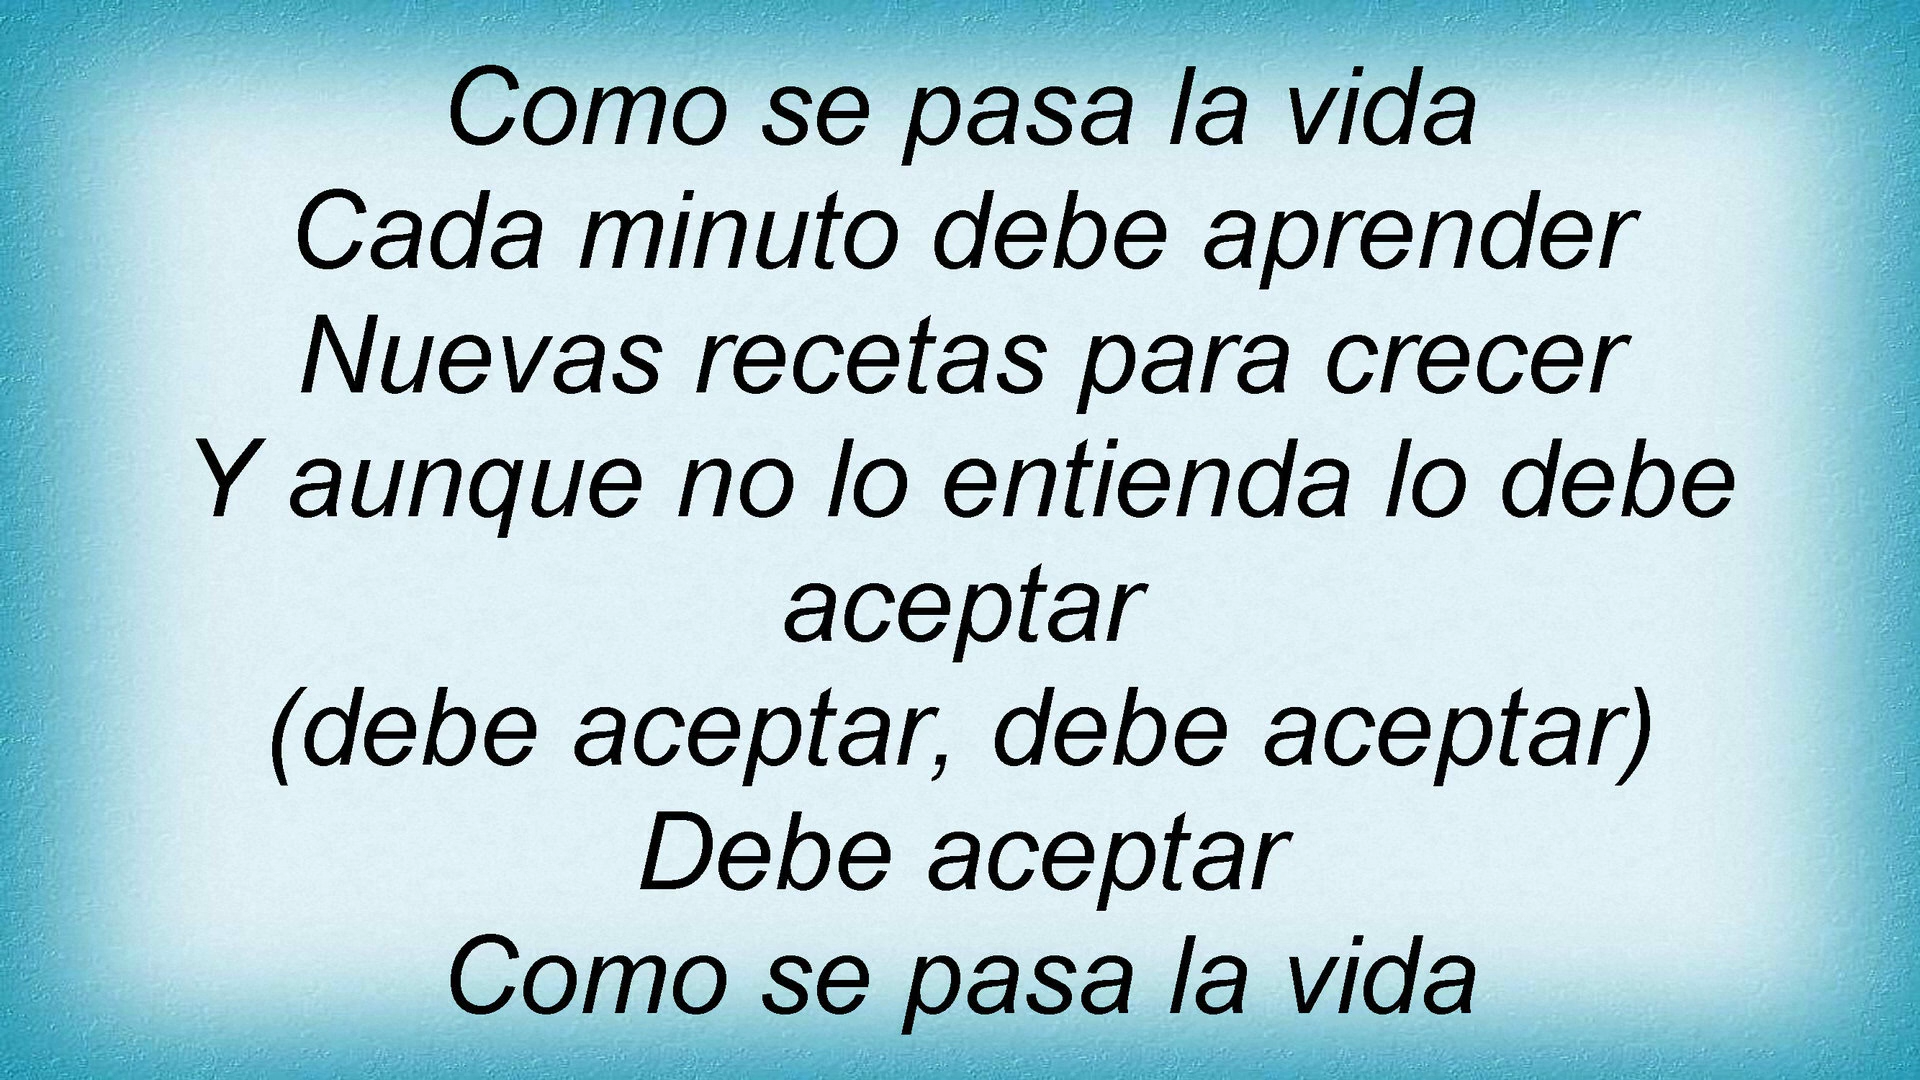 Como se pasa la vida
Cada minuto debe aprender
Nuevas recetas para crecer
Y aunque no lo entienda lo debe
aceptar
(debe aceptar, debe aceptar)
Debe aceptar
Como se pasa la vida